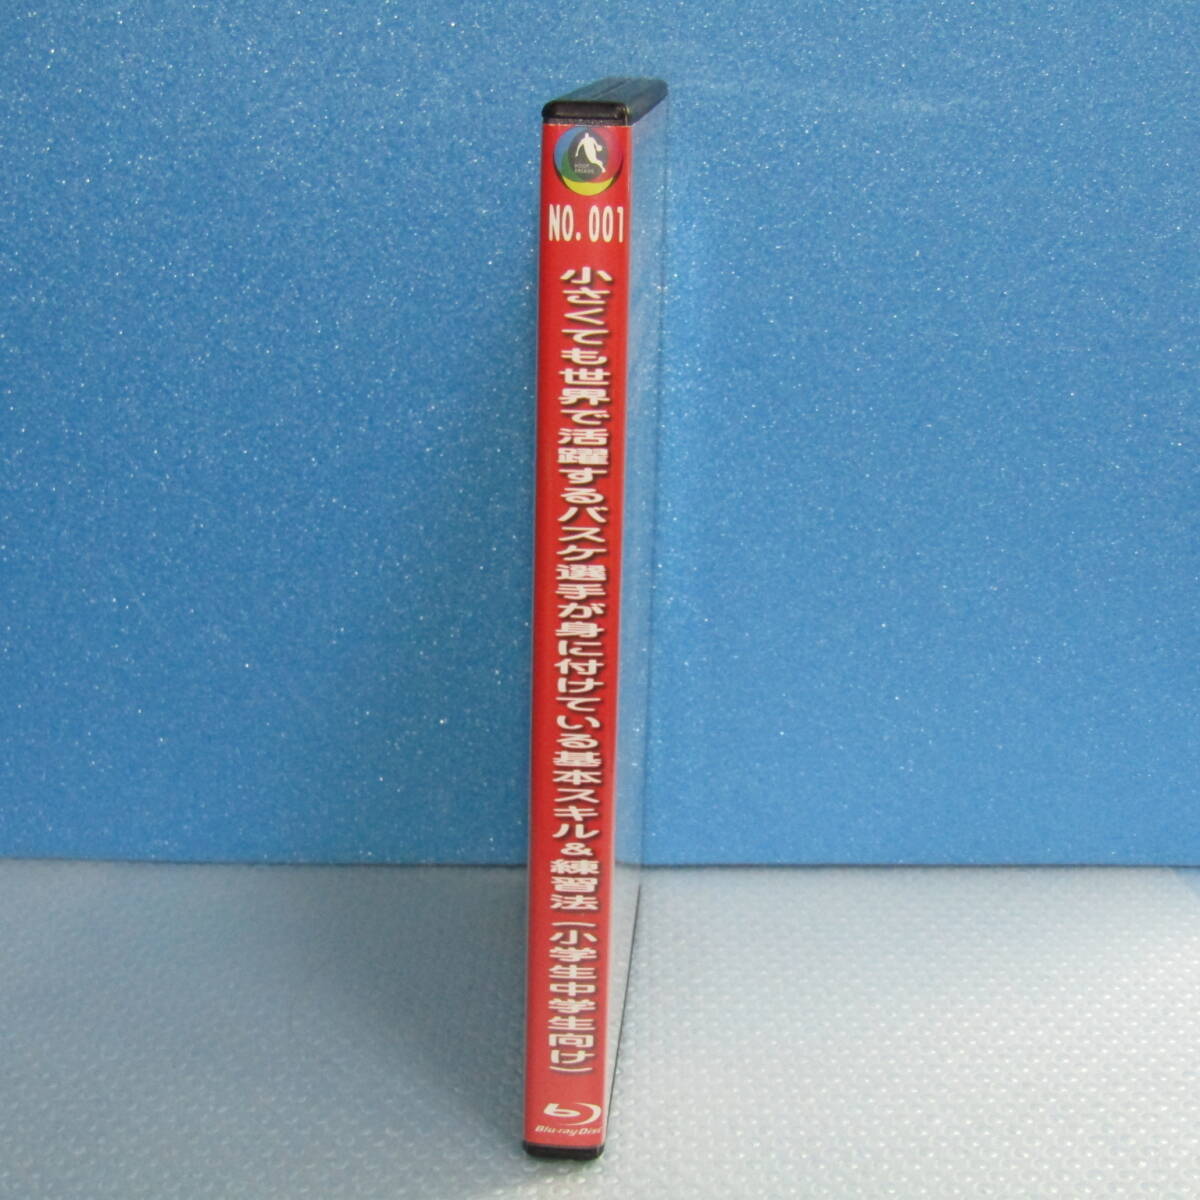 NO. 001
小さくても世界で活躍するバスケ選手が身に付けている基本スキル&練習法(小学生中学生向け)
Blu-ray Disc